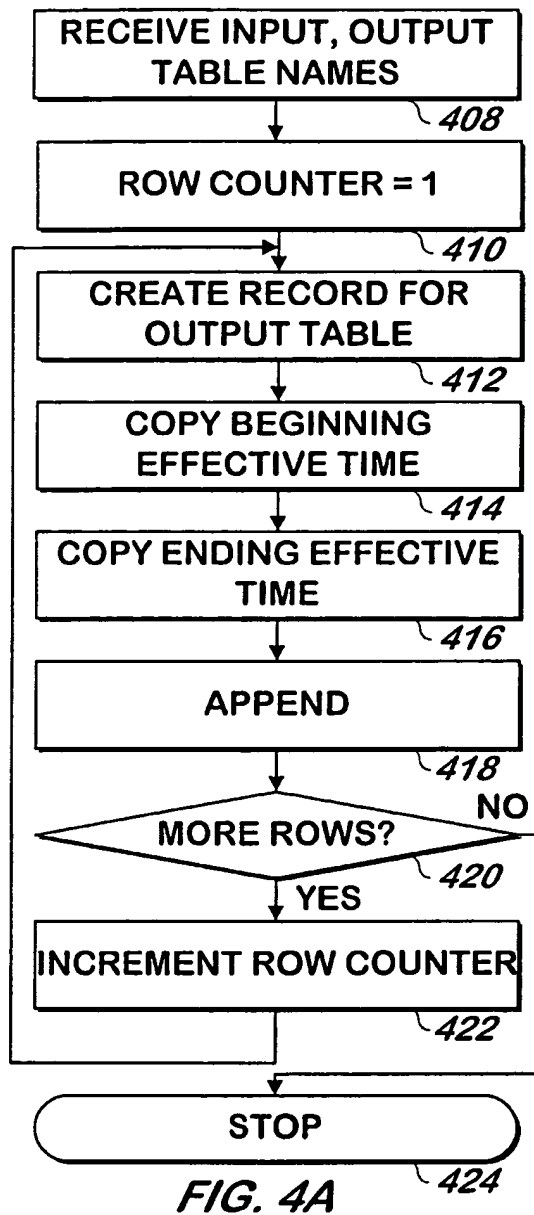 RECEIVE INPUT, OUTPUT
TABLE NAMES
408
ROW COUNTER = 1
410
CREATE RECORD FOR
OUTPUT TABLE
412
COPY BEGINNING
EFFECTIVE TIME
414
COPY ENDING EFFECTIVE
TIME
416
APPEND
418
NO
MORE ROWS?
420
YES
INCREMENT ROW COUNTER
422
STOP
424
FIG. 4A